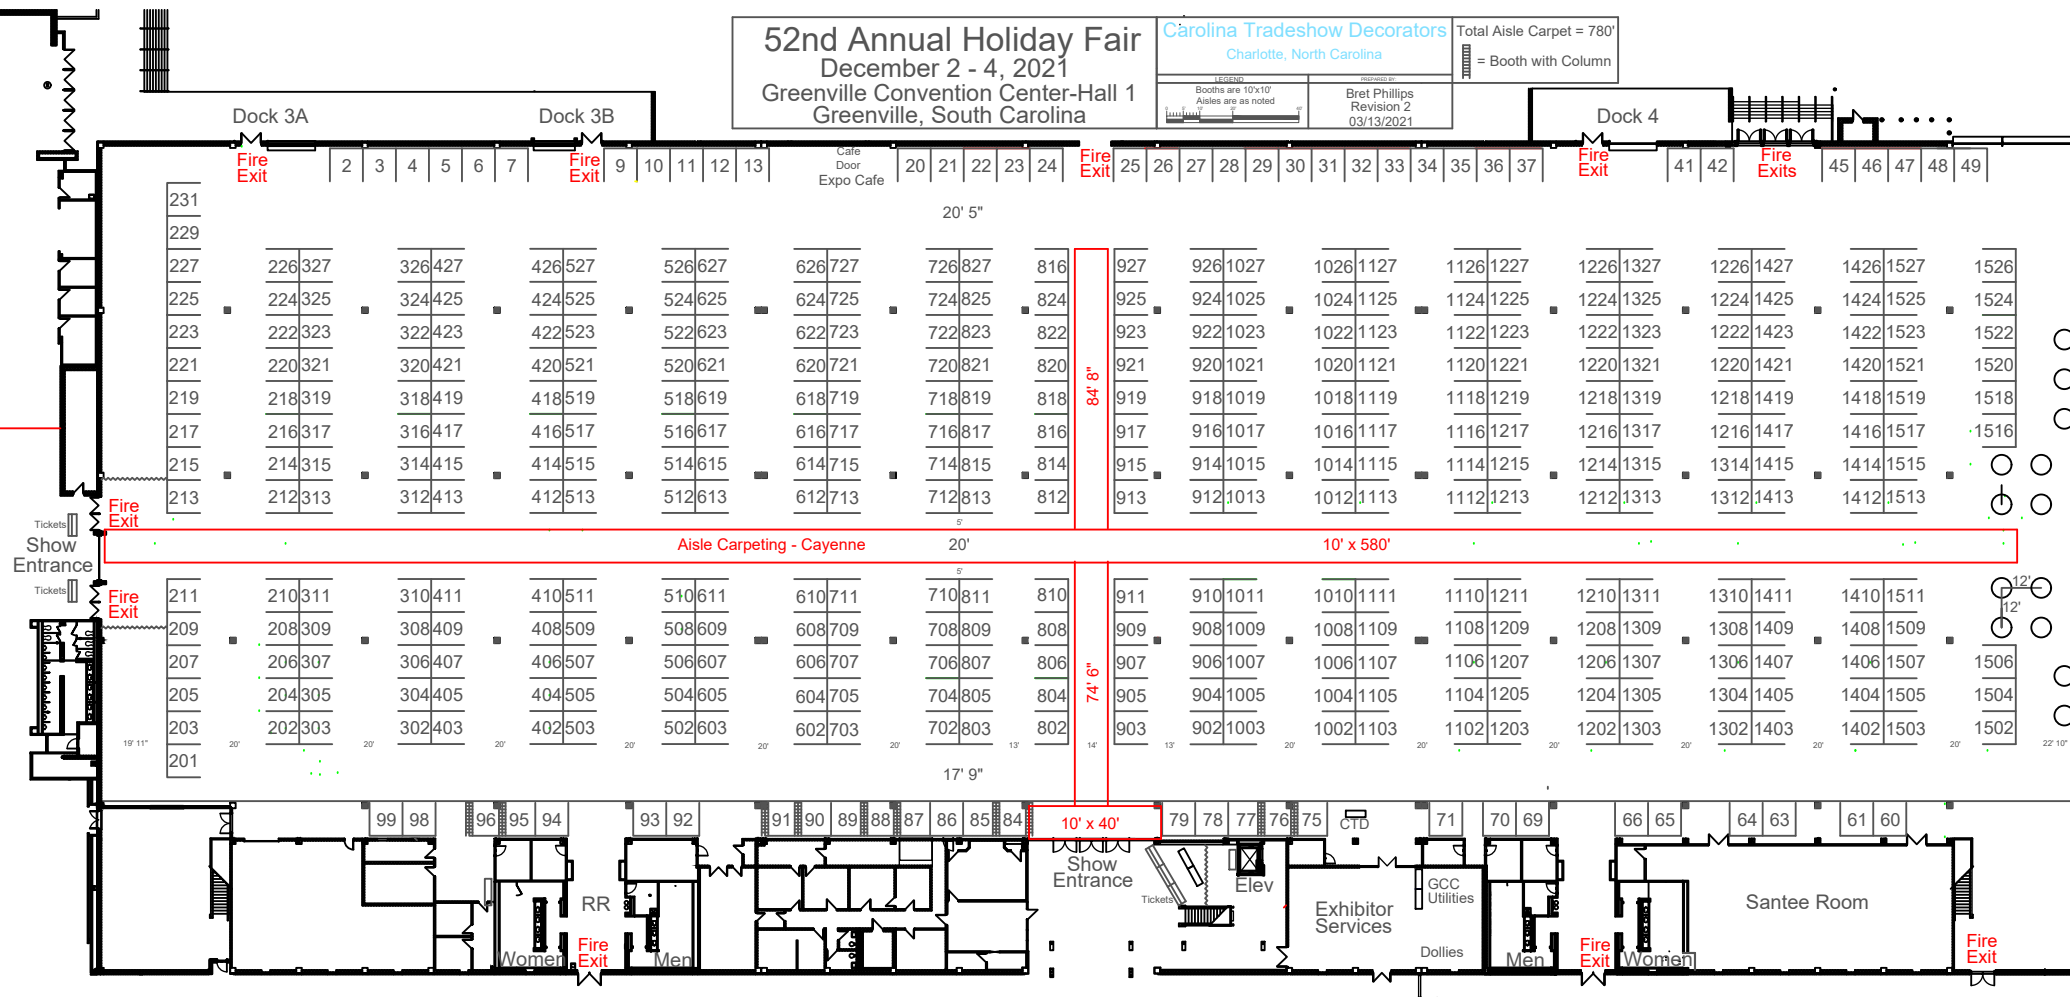 52nd Annual Holiday Fair
December 2 - 4, 2021
Greenville Convention Center-Hall 1
Greenville, South Carolina
Carolina Tradeshow Decorators
Charlotte, North Carolina
LEGEND
Booths are 10'x10'
Aisles are as noted
PREPARED BY:
Bret Phillips
Revision 2
03/13/2021
Total Aisle Carpet = 780'
= Booth with Column
Dock 3A
Dock 3B
Dock 4
Fire Exit
2 3 4 5 6 7
Fire Exit
9 10 11 12 13
Cafe
Door
Expo Cafe
20 21 22 23 24
Fire Exit
25 26 27 28 29 30 31 32 33 34 35 36 37
Fire Exit
41 42
Fire Exits
45 46 47 48 49
231
20' 5"
229
227 226 327 326 427 426 527 526 627 626 727 726 827 816 927 926 1027 1026 1127 1126 1227 1226 1327 1226 1427 1426 1527 1526
225 224 325 324 425 424 525 524 625 624 725 724 825 824 925 924 1025 1024 1125 1124 1225 1224 1325 1224 1425 1424 1525 1524
223 222 323 322 423 422 523 522 623 622 723 722 823 822 923 922 1023 1022 1123 1122 1223 1222 1323 1222 1423 1422 1523 1522
221 220 321 320 421 420 521 520 621 620 721 720 821 820 921 920 1021 1020 1121 1120 1221 1220 1321 1220 1421 1420 1521 1520
84' 8"
219 218 319 318 419 418 519 518 619 618 719 718 819 818 919 918 1019 1018 1119 1118 1219 1218 1319 1218 1419 1418 1519 1518
217 216 317 316 417 416 517 516 617 616 717 716 817 816 917 916 1017 1016 1117 1116 1217 1216 1317 1216 1417 1416 1517 1516
215 214 315 314 415 414 515 514 615 614 715 714 815 814 915 914 1015 1014 1115 1114 1215 1214 1315 1314 1415 1414 1515
213 212 313 312 413 412 513 512 613 612 713 712 813 812 913 912 1013 1012 1113 1112 1213 1212 1313 1312 1413 1412 1513
Fire Exit
Tickets
5'
Show
Entrance
Aisle Carpeting - Cayenne
20'
10' x 580'
5'
Tickets
Fire Exit
12'
12'
211 210 311 310 411 410 511 510 611 610 711 710 811 810 911 910 1011 1010 1111 1110 1211 1210 1311 1310 1411 1410 1511
209 208 309 308 409 408 509 508 609 608 709 708 809 808 909 908 1009 1008 1109 1108 1209 1208 1309 1308 1409 1408 1509
207 206 307 306 407 406 507 506 607 606 707 706 807 806 907 906 1007 1006 1107 1106 1207 1206 1307 1306 1407 1406 1507 1506
74' 6"
205 204 305 304 405 404 505 504 605 604 705 704 805 804 905 904 1005 1004 1105 1104 1205 1204 1305 1304 1405 1404 1505 1504
203 202 303 302 403 402 503 502 603 602 703 702 803 802 903 902 1003 1002 1103 1102 1203 1202 1303 1302 1403 1402 1503 1502
19' 11" 20' 20' 20' 20' 20' 20' 13' 14' 13' 20' 20' 20' 20' 20' 20' 22' 10"
201
17' 9"
99 98 96 95 94 93 92 91 90 89 88 87 86 85 84
10' x 40'
79 78 77 76 75
CTD
71 70 69 66 65 64 63 61 60
Show
Entrance
Tickets
Elev
Exhibitor
Services
GCC
Utilities
Dollies
Santee Room
RR
Women
Fire Exit
Men
Men
Fire Exit
Women
Fire Exit